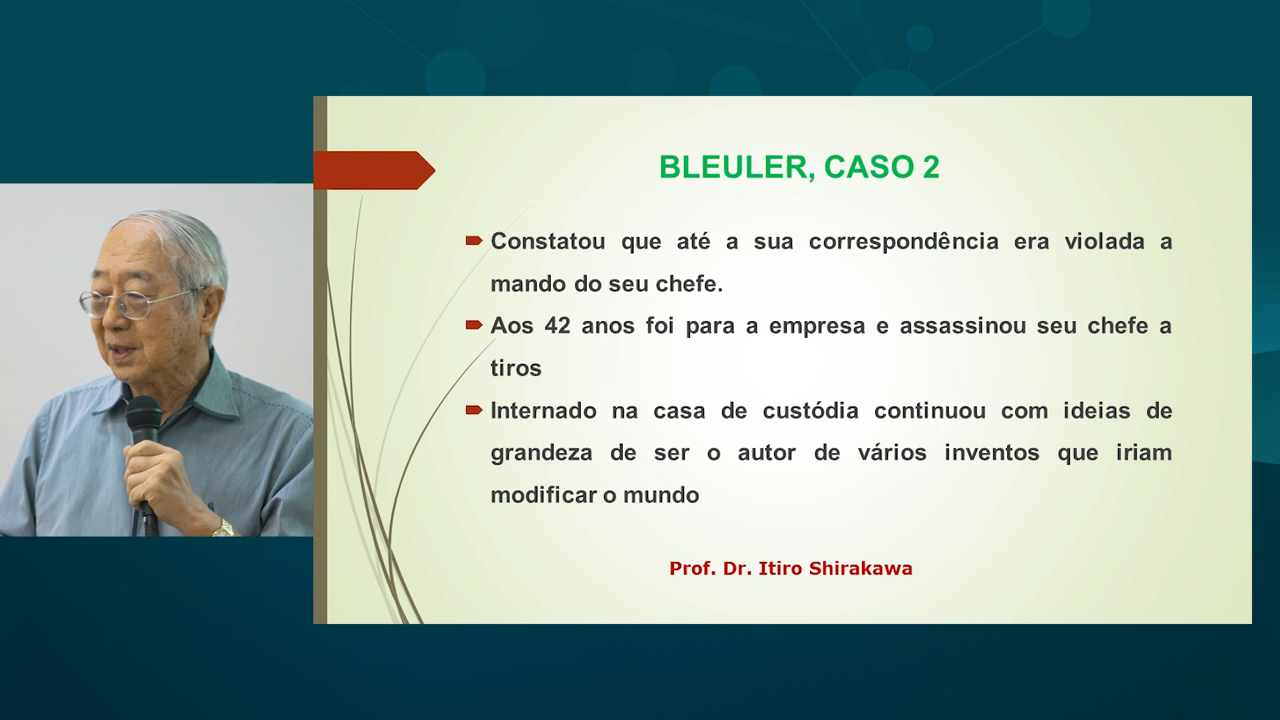 BLEULER, CASO 2
Constatou que até a sua correspondência era violada a
mando do seu chefe.
Aos 42 anos foi para a empresa e assassinou seu chefe a
tiros
Internado na casa de custódia continuou com ideias de
grandeza de ser o autor de vários inventos que iriam
modificar o mundo
Prof. Dr. Itiro Shirakawa